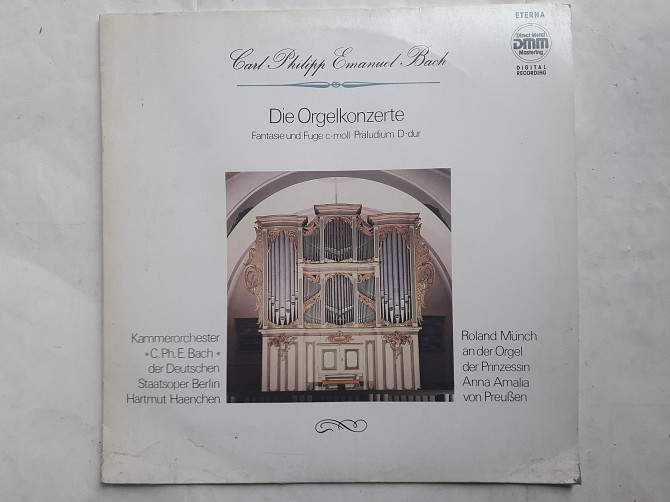 ETERNA
Direct Metal
DMM
Mastering
DIGITAL
RECORDING
Carl Philipp Emanuel Bach
Die Orgelkonzerte
Fantasie und Fuge c-moll · Präludium D-dur
Kammerorchester
»C. Ph. E. Bach«
der Deutschen
Staatsoper Berlin
Hartmut Haenchen
Roland Münch
an der Orgel
der Prinzessin
Anna Amalia
von Preußen